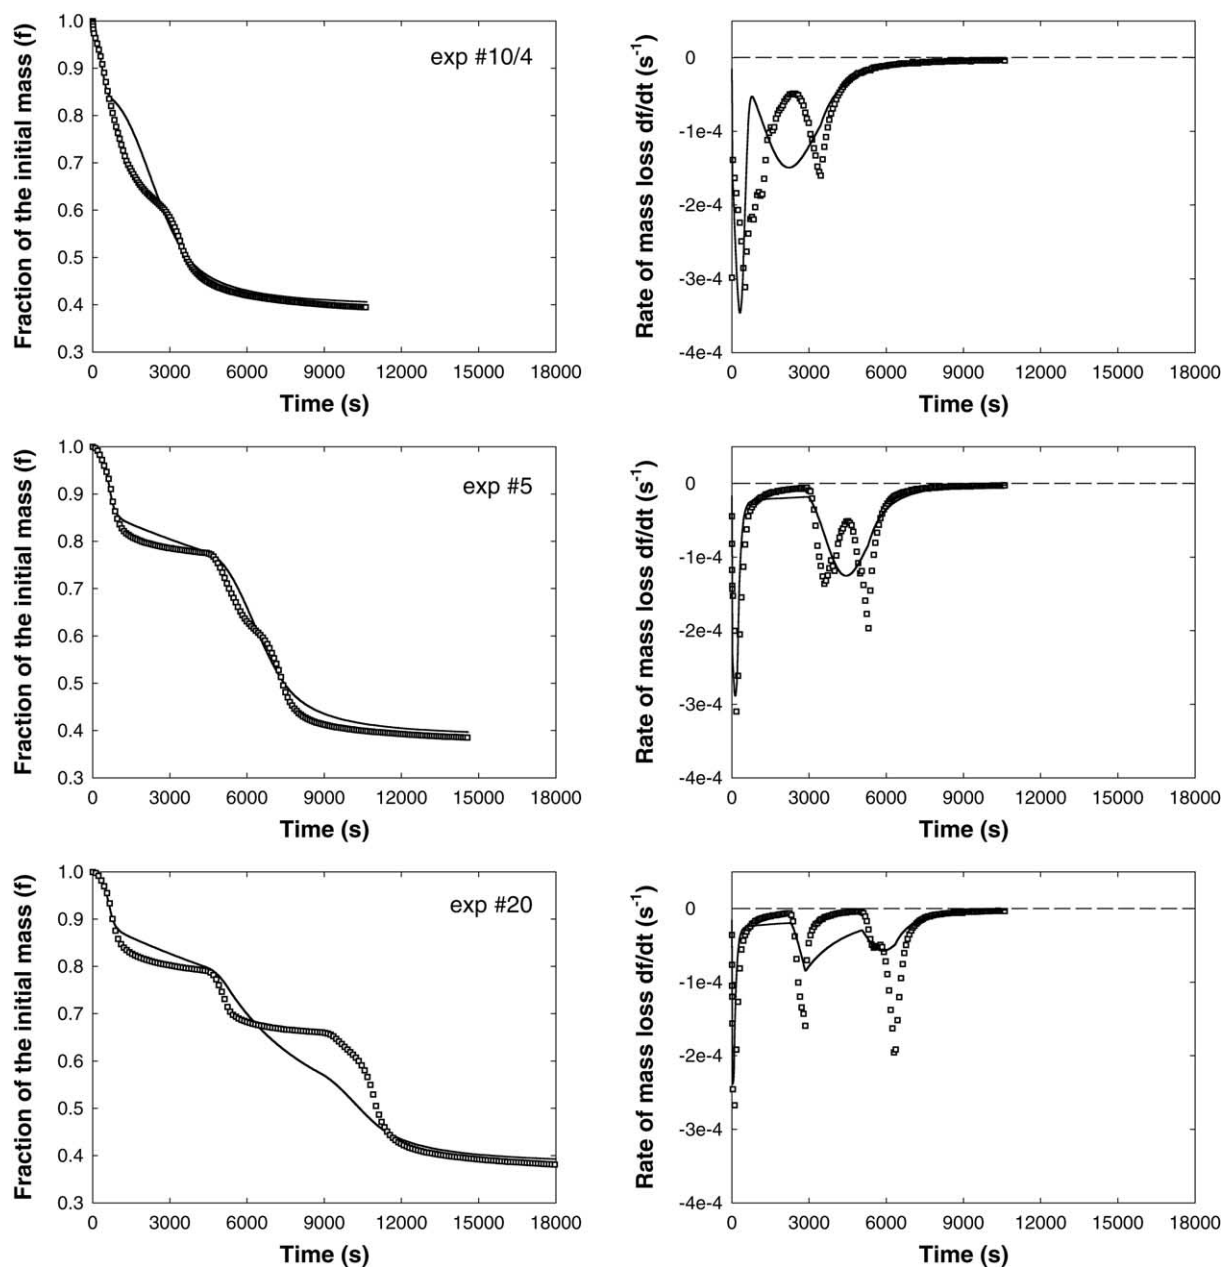 Fraction of the initial mass (f)
1.0
0.9
0.8
0.7
0.6
0.5
0.4
0.3
exp #10/4
0 3000 6000 9000 12000 15000 18000
Time (s)
Rate of mass loss df/dt (s⁻¹)
0
-1e-4
-2e-4
-3e-4
-4e-4
0 3000 6000 9000 12000 15000 18000
Time (s)
Fraction of the initial mass (f)
1.0
0.9
0.8
0.7
0.6
0.5
0.4
0.3
exp #5
0 3000 6000 9000 12000 15000 18000
Time (s)
Rate of mass loss df/dt (s⁻¹)
0
-1e-4
-2e-4
-3e-4
-4e-4
0 3000 6000 9000 12000 15000 18000
Time (s)
Fraction of the initial mass (f)
1.0
0.9
0.8
0.7
0.6
0.5
0.4
0.3
exp #20
0 3000 6000 9000 12000 15000 18000
Time (s)
Rate of mass loss df/dt (s⁻¹)
0
-1e-4
-2e-4
-3e-4
-4e-4
0 3000 6000 9000 12000 15000 18000
Time (s)